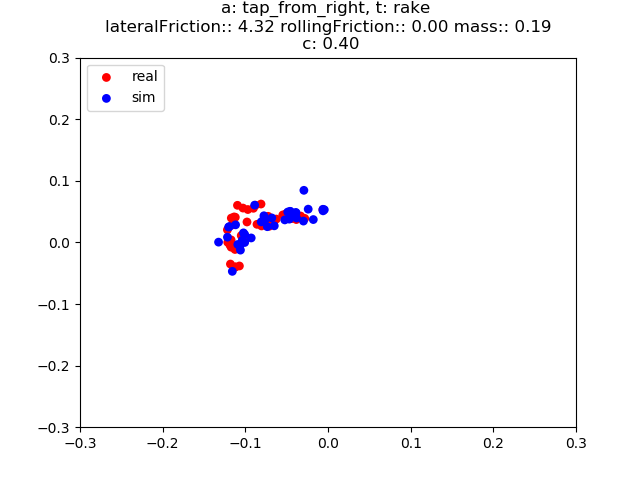 a: tap_from_right, t: rake
lateralFriction:: 4.32 rollingFriction:: 0.00 mass:: 0.19
c: 0.40
real
sim
0.3
0.2
0.1
0.0
−0.1
−0.2
−0.3
−0.3
−0.2
−0.1
0.0
0.1
0.2
0.3